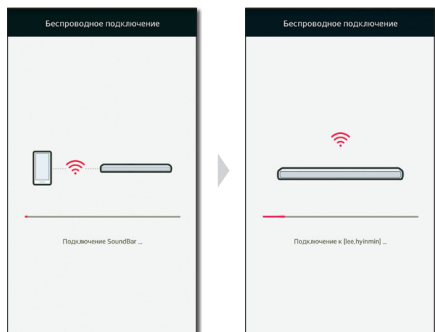 Беспроводное подключение
Подключение SoundBar ...
Беспроводное подключение
Подключение к [lee.hyinmin] ...